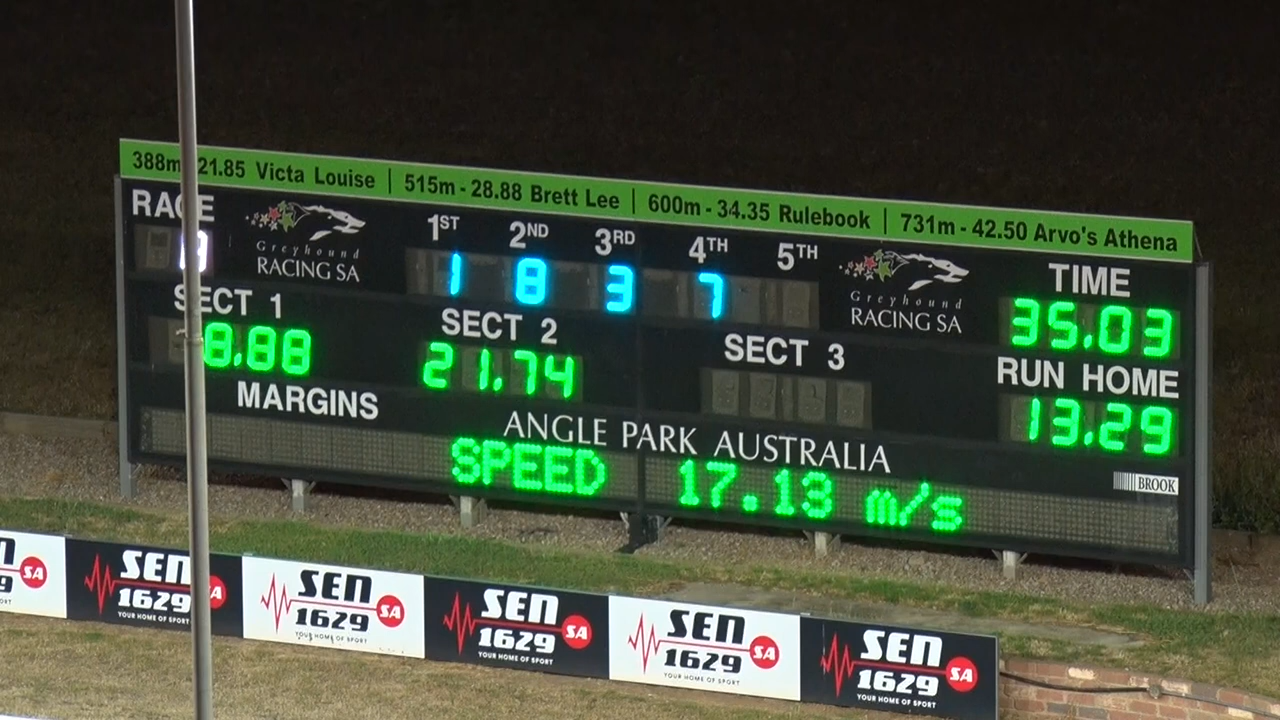 388m 21.85 Victa Louise | 515m - 28.88 Brett Lee | 600m - 34.35 Rulebook | 731m - 42.50 Arvo's Athena
RACE
Greyhound
RACING SA
1ST 2ND 3RD 4TH 5TH
1 8 3 7
Greyhound
RACING SA
TIME
35.03
SECT 1
8.88
SECT 2
21.74
SECT 3
RUN HOME
13.29
MARGINS
ANGLE PARK AUSTRALIA
SPEED 17.13 m/s
BROOK
9 SA
SEN
1629 SA
YOUR HOME OF SPORT
SEN
1629 SA
YOUR HOME OF SPORT
SEN
1629 SA
YOUR HOME OF SPORT
SEN
1629 SA
YOUR HOME OF SPORT
SEN
1629 SA
YOUR HOME OF SPORT